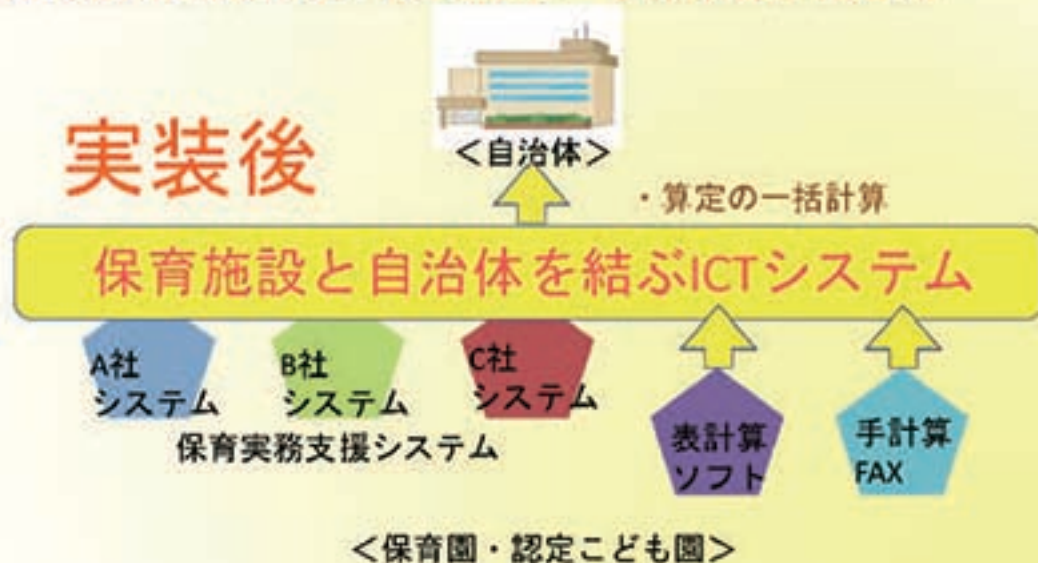 <自治体>
実装後
・算定の一括計算
保育施設と自治体を結ぶICTシステム
A社
システム
B社
システム
C社
システム
保育実務支援システム
表計算
ソフト
手計算
FAX
<保育園・認定こども園>